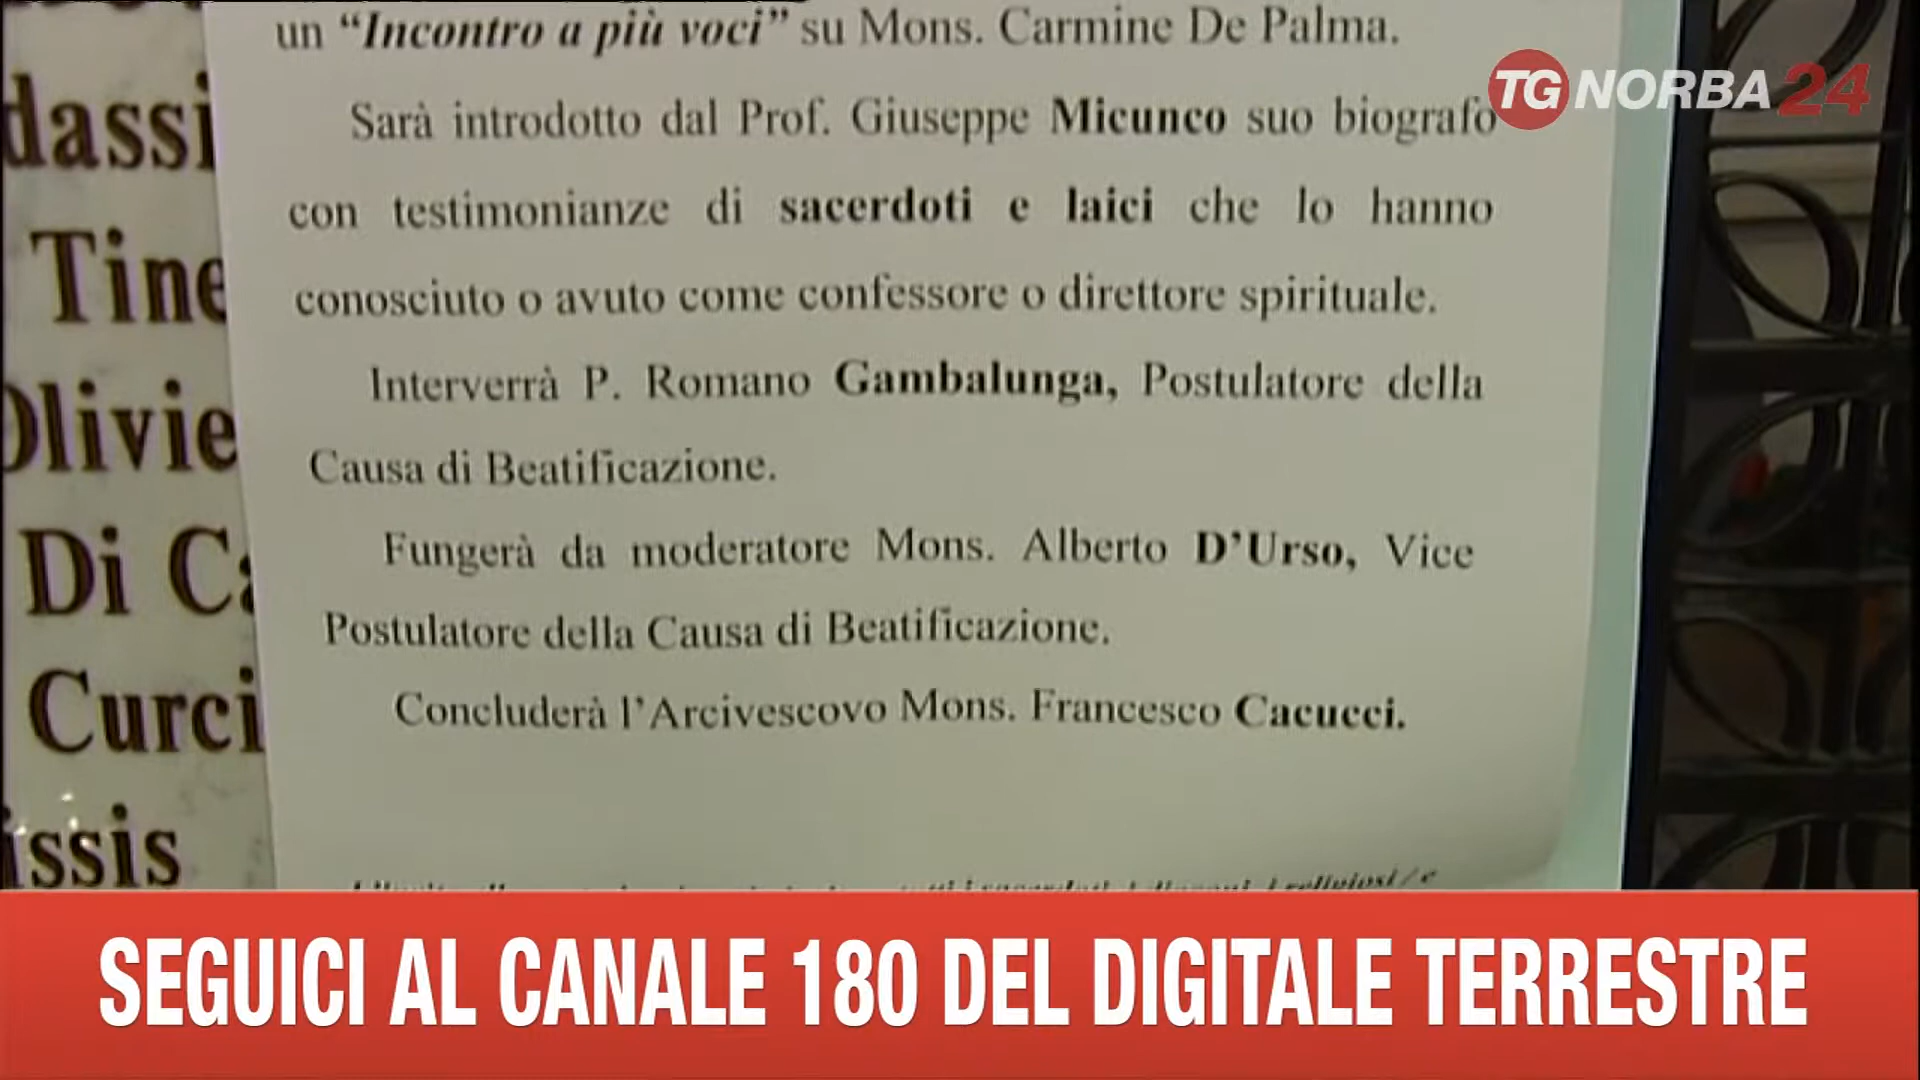 un “Incontro a più voci” su Mons. Carmine De Palma.
TG NORBA 24
Sarà introdotto dal Prof. Giuseppe Micunco suo biografo
con testimonianze di sacerdoti e laici che lo hanno
conosciuto o avuto come confessore o direttore spirituale.
Interverrà P. Romano Gambalunga, Postulatore della
Causa di Beatificazione.
Fungerà da moderatore Mons. Alberto D’Urso, Vice
Postulatore della Causa di Beatificazione.
Concluderà l’Arcivescovo Mons. Francesco Cacucci.
dassi
Tine
Olivie
Di Ca
Curci
issis
SEGUICI AL CANALE 180 DEL DIGITALE TERRESTRE